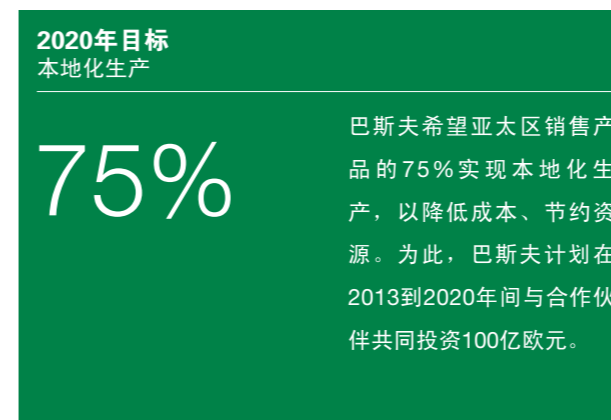 2020年目标
本地化生产
75%
巴斯夫希望亚太区销售产
品的75%实现本地化生
产，以降低成本、节约资
源。为此，巴斯夫计划在
2013到2020年间与合作伙
伴共同投资100亿欧元。